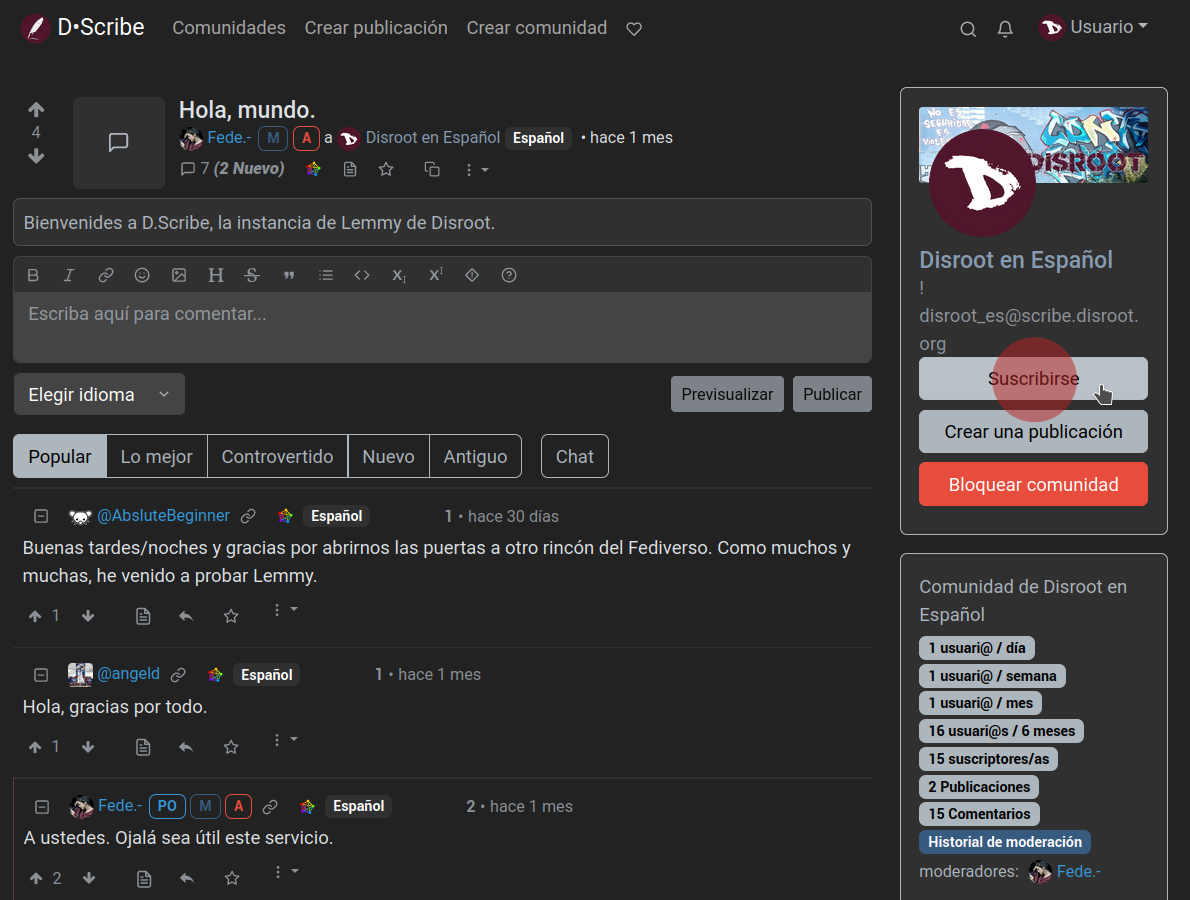 D•Scribe Comunidades Crear publicación Crear comunidad Usuario
4
Hola, mundo.
Fede.- M A a Disroot en Español Español • hace 1 mes
7 (2 Nuevo)
Bienvenides a D.Scribe, la instancia de Lemmy de Disroot.
Escriba aquí para comentar...
Elegir idioma Previsualizar Publicar
Popular Lo mejor Controvertido Nuevo Antiguo Chat
@AbsluteBeginner Español 1 • hace 30 días
Buenas tardes/noches y gracias por abrirnos las puertas a otro rincón del Fediverso. Como muchos y
muchas, he venido a probar Lemmy.
1
@angeld Español 1 • hace 1 mes
Hola, gracias por todo.
1
Fede.- PO M A Español 2 • hace 1 mes
A ustedes. Ojalá sea útil este servicio.
2
NO ES
SEGURIDAD
ES
CON
DISROOT
D
Disroot en Español
!
disroot_es@scribe.disroot.
org
Suscribirse
Crear una publicación
Bloquear comunidad
Comunidad de Disroot en
Español
1 usuari@ / día
1 usuari@ / semana
1 usuari@ / mes
16 usuari@s / 6 meses
15 suscriptores/as
2 Publicaciones
15 Comentarios
Historial de moderación
moderadores: Fede.-